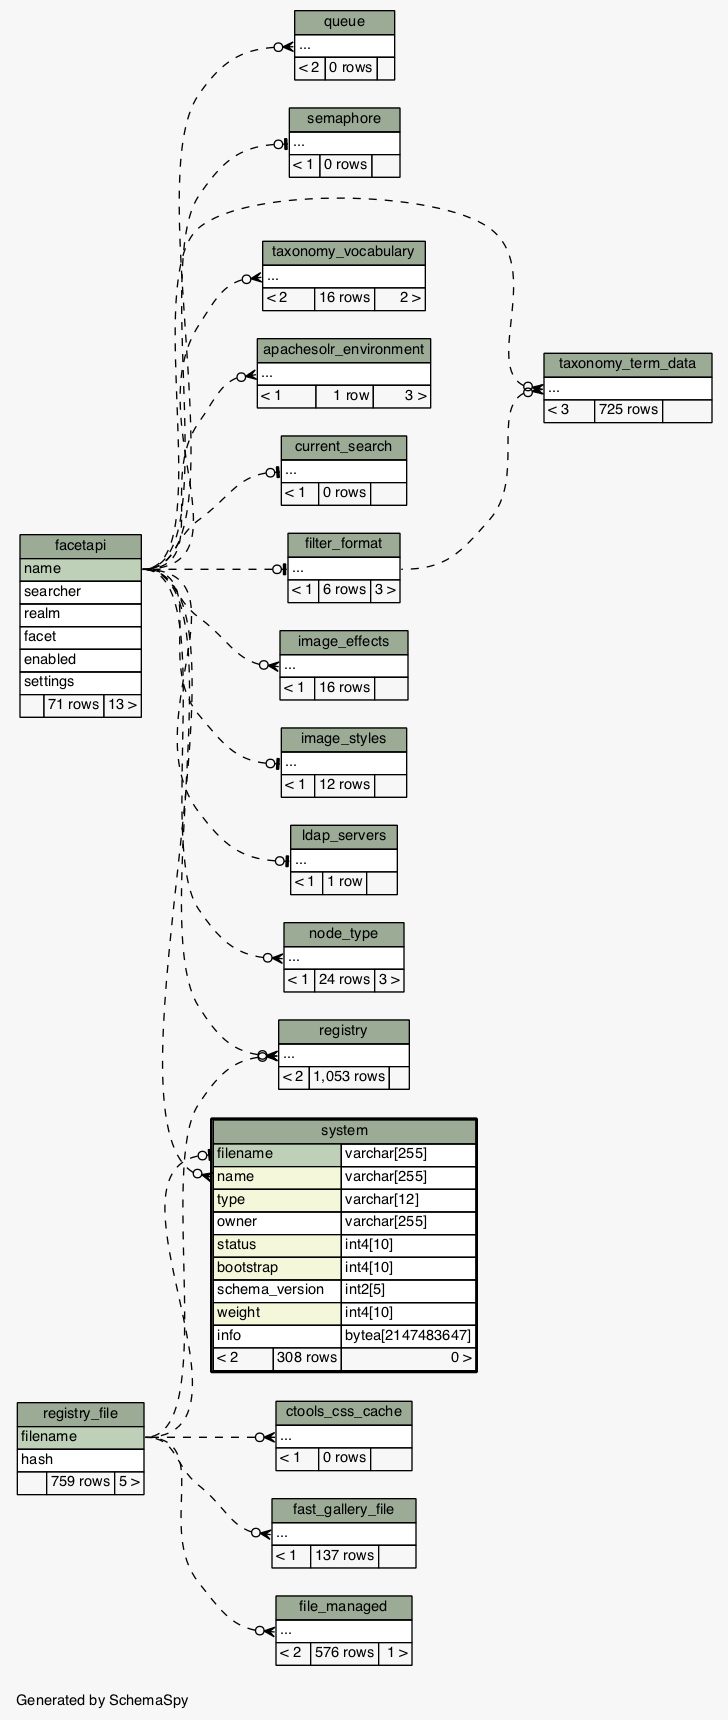 queue
...
< 2 0 rows
semaphore
...
< 1 0 rows
taxonomy_vocabulary
...
< 2 16 rows 2 >
apachesolr_environment
...
< 1 1 row 3 >
taxonomy_term_data
...
< 3 725 rows
current_search
...
< 1 0 rows
facetapi
name
searcher
realm
facet
enabled
settings
71 rows 13 >
filter_format
...
< 1 6 rows 3 >
image_effects
...
< 1 16 rows
image_styles
...
< 1 12 rows
ldap_servers
...
< 1 1 row
node_type
...
< 1 24 rows 3 >
registry
...
< 2 1,053 rows
system
filename varchar[255]
name varchar[255]
type varchar[12]
owner varchar[255]
status int4[10]
bootstrap int4[10]
schema_version int2[5]
weight int4[10]
info bytea[2147483647]
< 2 308 rows 0 >
registry_file
filename
hash
759 rows 5 >
ctools_css_cache
...
< 1 0 rows
fast_gallery_file
...
< 1 137 rows
file_managed
...
< 2 576 rows 1 >
Generated by SchemaSpy